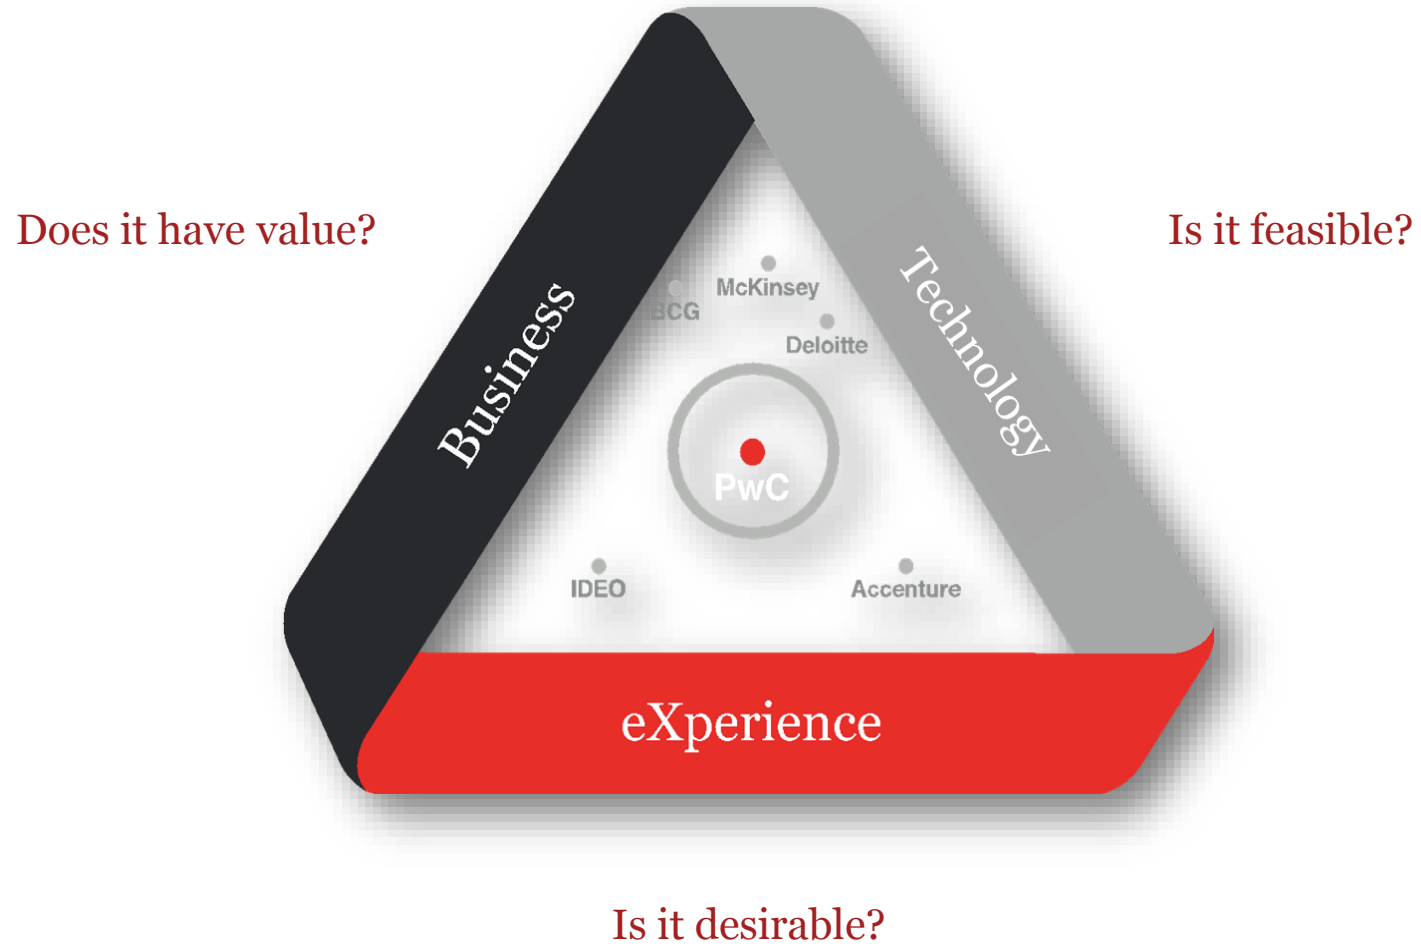 Does it have value?
Is it feasible?
Business
Technology
McKinsey
BCG
Deloitte
PwC
IDEO
Accenture
eXperience
Is it desirable?